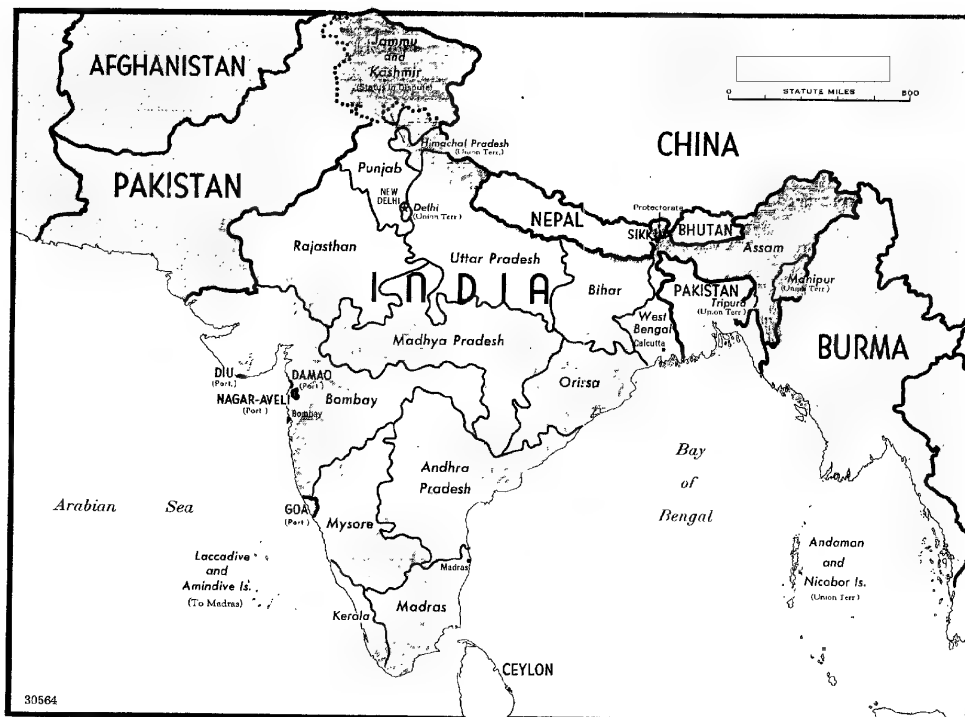 AFGHANISTAN
Jammu
and
Kashmir
(Status in Dispute)
0 STATUTE MILES 500
CHINA
Himachal Pradesh
(Union Terr.)
Punjab
PAKISTAN
NEW
DELHI
Delhi
(Union Terr.)
NEPAL
Protectorate
SIKKIM
BHUTAN
Assam
Rajasthan
Uttar Pradesh
INDIA
Bihar
PAKISTAN
Tripura
(Union Terr.)
Manipur
(Union Terr.)
West
Bengal
Calcutta
Madhya Pradesh
BURMA
DIU
(Port.)
DAMAO
(Port.)
NAGAR-AVELI
(Port.)
Bombay
Bombay
Orissa
Andhra
Pradesh
Bay
of
Bengal
Arabian Sea
GOA
(Port.)
Mysore
Laccadive
and
Amindive Is.
(To Madras)
Madras
Andaman
and
Nicobar Is.
(Union Terr.)
Kerala
Madras
CEYLON
30564